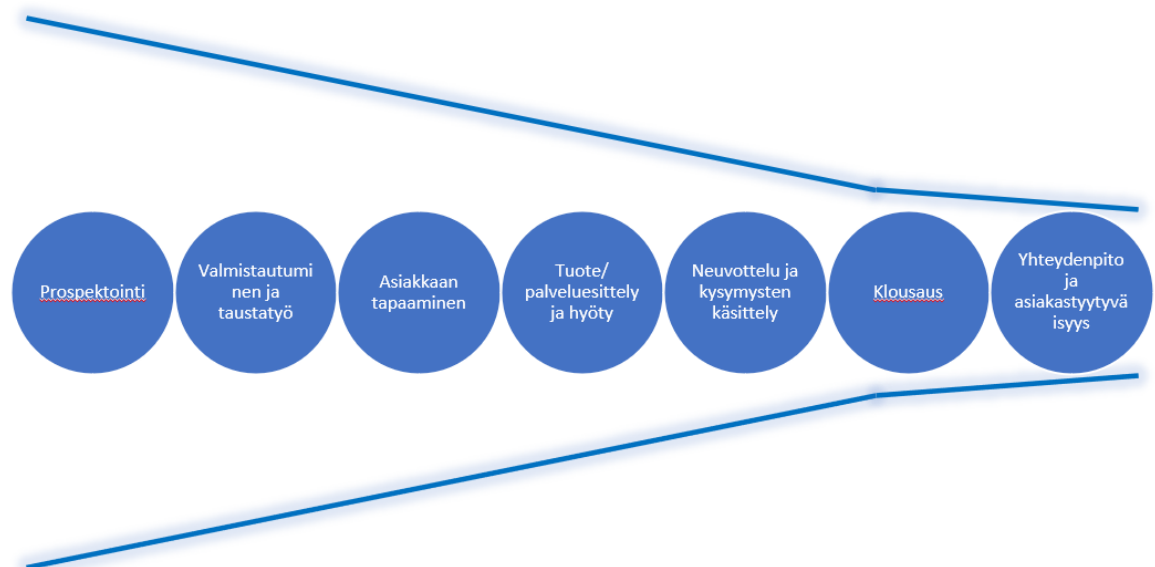 Prospektointi
Valmistautumi
nen ja
taustatyö
Asiakkaan
tapaaminen
Tuote/
palveluesittely
ja hyöty
Neuvottelu ja
kysymysten
käsittely
Klousaus
Yhteydenpito
ja
asiakastyytyvä
isyys